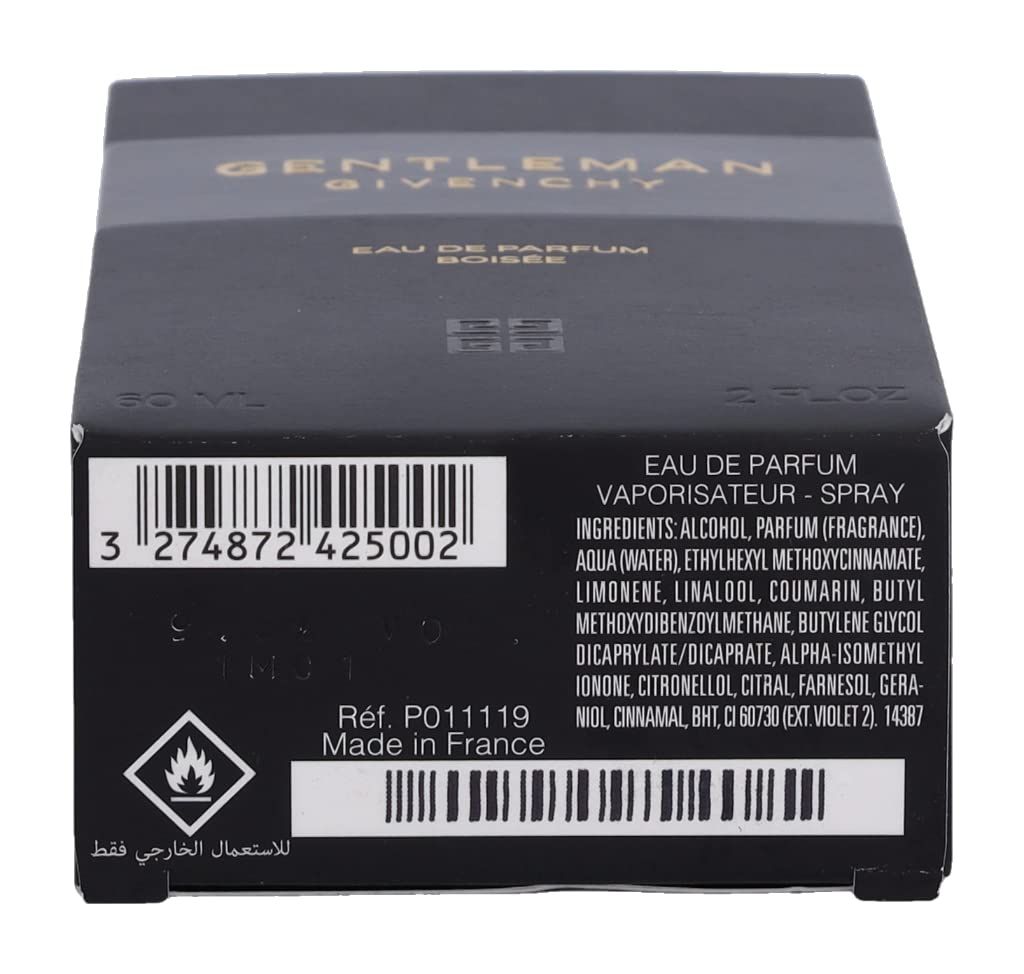 GENTLEMAN
GIVENCHY
EAU DE PARFUM
BOISÉE
60 ML
2 FL.OZ
3 274872 425002
EAU DE PARFUM
VAPORISATEUR - SPRAY
INGREDIENTS: ALCOHOL, PARFUM (FRAGRANCE),
AQUA (WATER), ETHYLHEXYL METHOXYCINNAMATE,
LIMONENE, LINALOOL, COUMARIN, BUTYL
METHOXYDIBENZOYLMETHANE, BUTYLENE GLYCOL
DICAPRYLATE/DICAPRATE, ALPHA-ISOMETHYL
IONONE, CITRONELLOL, CITRAL, FARNESOL, GERA-
NIOL, CINNAMAL, BHT, CI 60730 (EXT. VIOLET 2). 14387
1M01
Réf. P011119
Made in France
للاستعمال الخارجي فقط